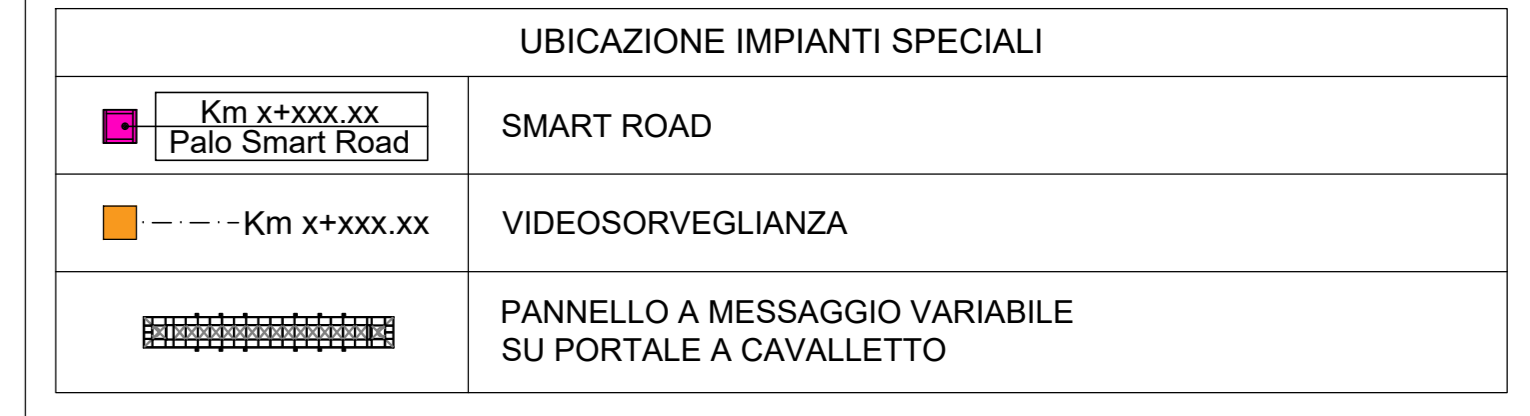 UBICAZIONE IMPIANTI SPECIALI
Km x+xxx.xx
Palo Smart Road
SMART ROAD
Km x+xxx.xx
VIDEOSORVEGLIANZA
PANNELLO A MESSAGGIO VARIABILE
SU PORTALE A CAVALLETTO